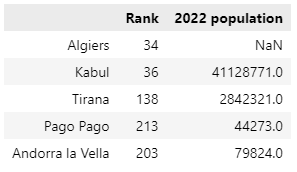 Rank 2022 population
Algiers 34 NaN
Kabul 36 41128771.0
Tirana 138 2842321.0
Pago Pago 213 44273.0
Andorra la Vella 203 79824.0